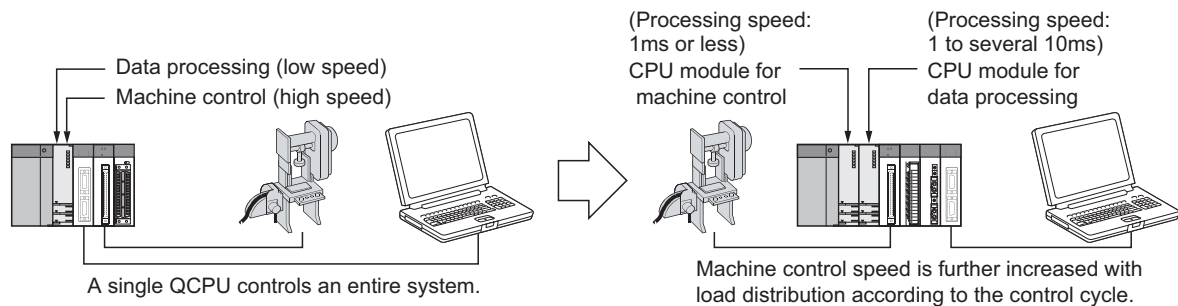 Data processing (low speed)
Machine control (high speed)
A single QCPU controls an entire system.
(Processing speed:
1ms or less)
CPU module for
machine control
(Processing speed:
1 to several 10ms)
CPU module for
data processing
Machine control speed is further increased with
load distribution according to the control cycle.